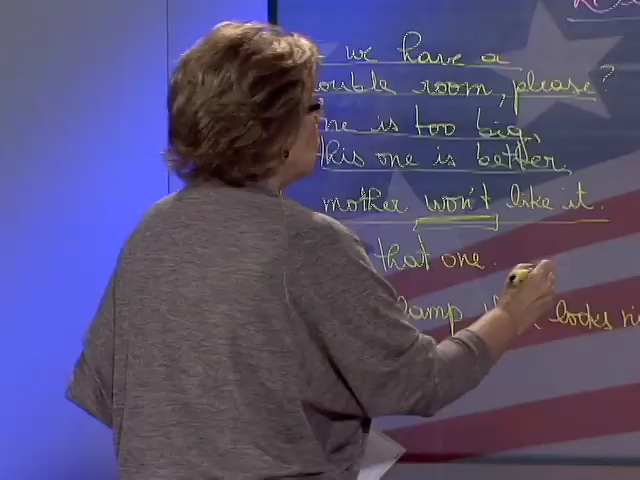 we have a
ouble room, please?
ne is too big,
this one is better,
mother won't like it.
that one.
lamp looks ni